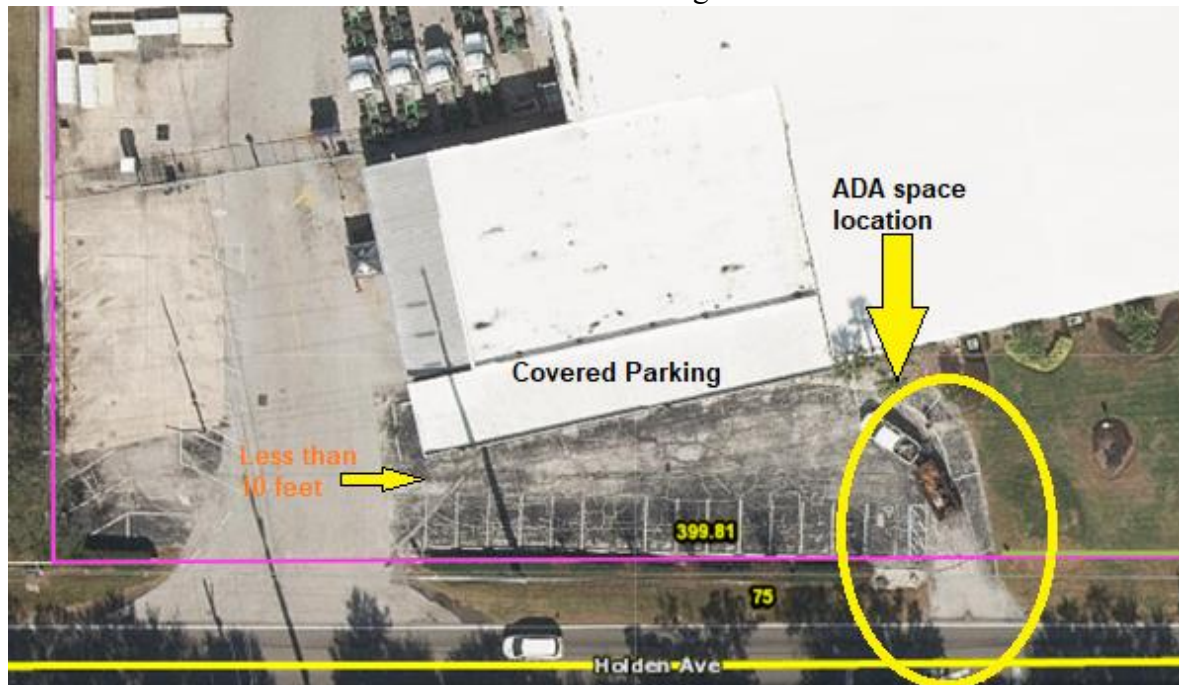 ADA space
location
Covered Parking
Less than
10 feet
399.81
75
Holden Ave